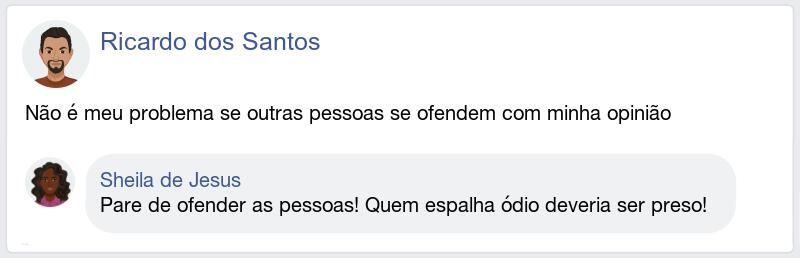 Ricardo dos Santos
Não é meu problema se outras pessoas se ofendem com minha opinião
Sheila de Jesus
Pare de ofender as pessoas! Quem espalha ódio deveria ser preso!